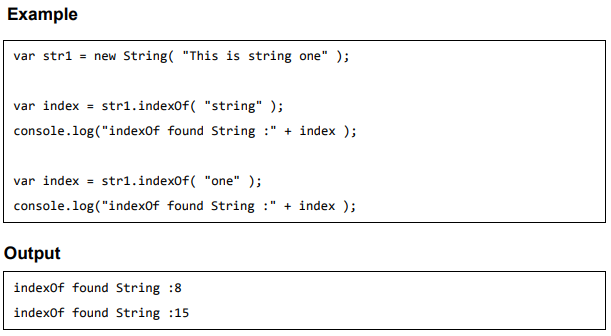 Example
var str1 = new String( "This is string one" );
var index = str1.indexOf( "string" );
console.log("indexOf found String :" + index );
var index = str1.indexOf( "one" );
console.log("indexOf found String :" + index );
Output
indexOf found String :8
indexOf found String :15